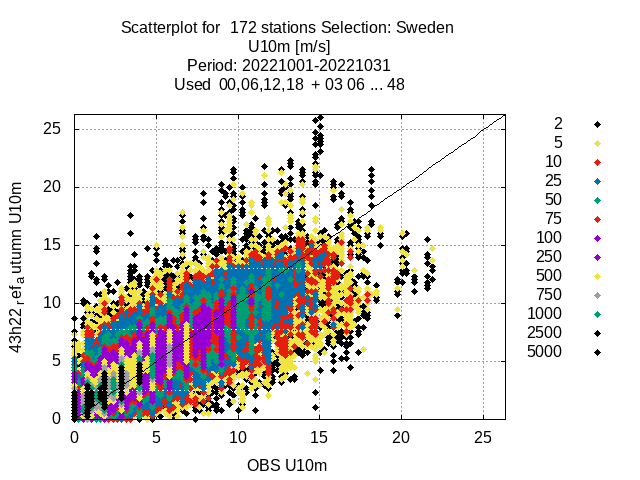 Scatterplot for 172 stations Selection: Sweden
U10m [m/s]
Period: 20221001-20221031
Used 00,06,12,18 + 03 06 ... 48
25
20
15
10
5
0
43h22_ref_a utumn U10m
0 5 10 15 20 25
OBS U10m
2
5
10
25
50
75
100
250
500
750
1000
2500
5000